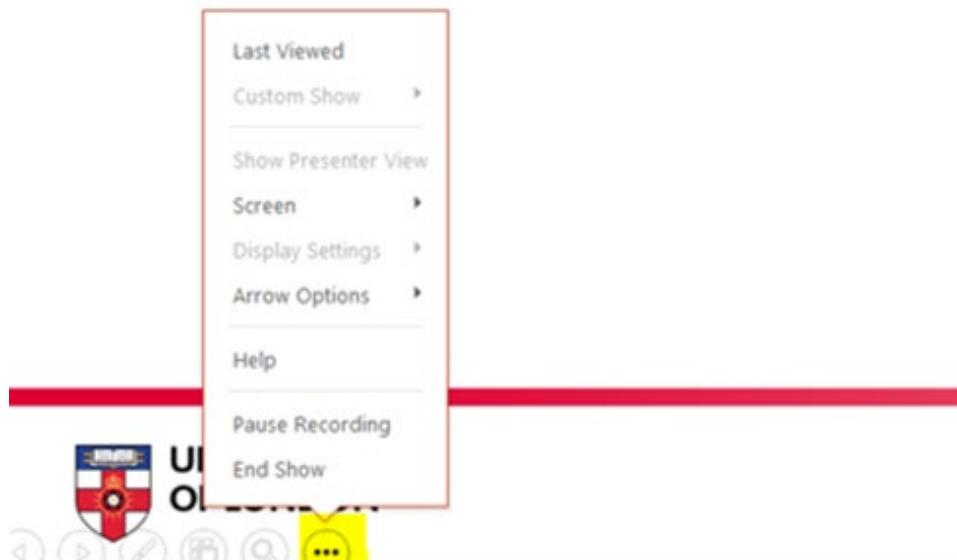 Last Viewed
Custom Show
Show Presenter View
Screen
Display Settings
Arrow Options
Help
Pause Recording
End Show